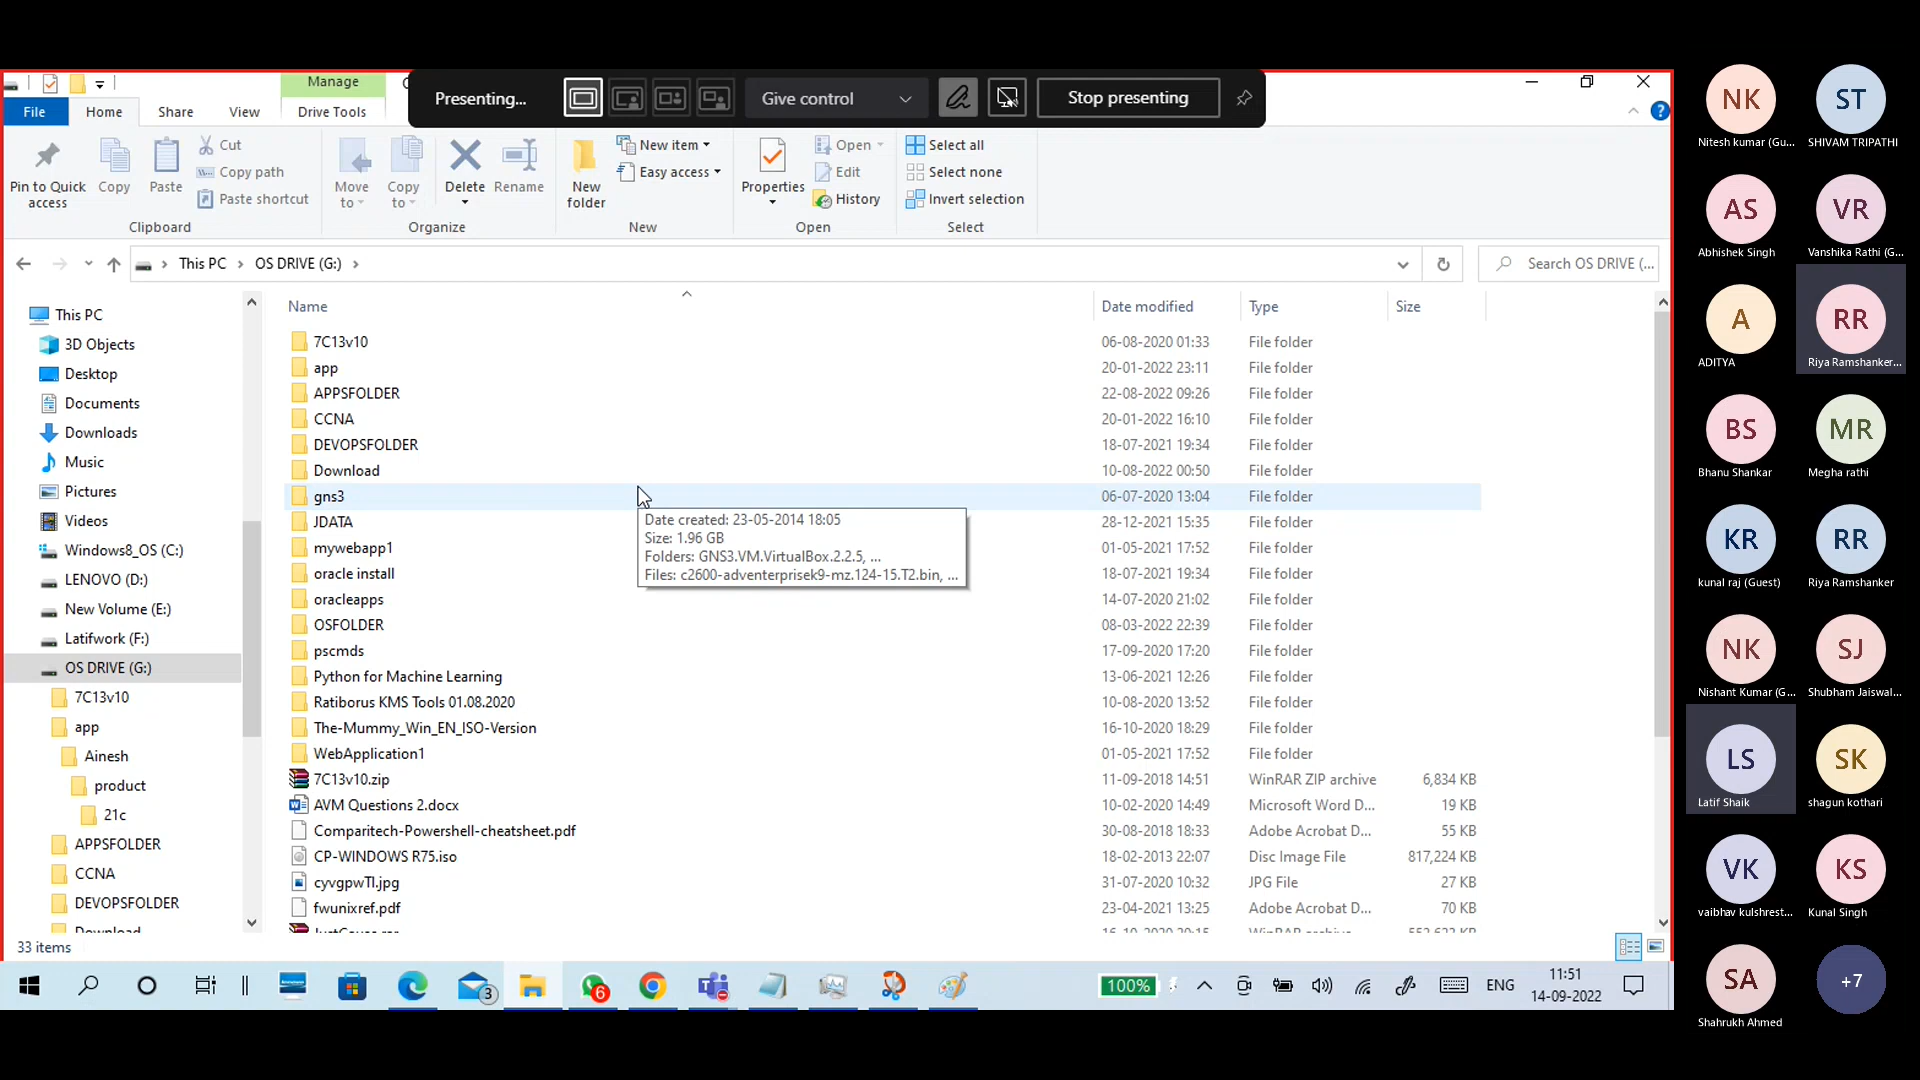 Manage
Presenting...
Give control
Stop presenting
File
Home
Share
View
Drive Tools
Pin to Quick access
Copy
Paste
Cut
Copy path
Paste shortcut
Move to
Copy to
Delete
Rename
New folder
New item
Easy access
Properties
Open
Edit
History
Select all
Select none
Invert selection
Clipboard
Organize
New
Open
Select
This PC
OS DRIVE (G:)
Search OS DRIVE (...
This PC
3D Objects
Desktop
Documents
Downloads
Music
Pictures
Videos
Windows8_OS (C:)
LENOVO (D:)
New Volume (E:)
Latifwork (F:)
OS DRIVE (G:)
7C13v10
app
Ainesh
product
21c
APPSFOLDER
CCNA
DEVOPSFOLDER
Download
Name Date modified Type Size
7C13v10 06-08-2020 01:33 File folder
app 20-01-2022 23:11 File folder
APPSFOLDER 22-08-2022 09:26 File folder
CCNA 20-01-2022 16:10 File folder
DEVOPSFOLDER 18-07-2021 19:34 File folder
Download 10-08-2022 00:50 File folder
gns3 06-07-2020 13:04 File folder
JDATA 28-12-2021 15:35 File folder
mywebapp1 01-05-2021 17:52 File folder
oracle install 18-07-2021 19:34 File folder
oracleapps 14-07-2020 21:02 File folder
OSFOLDER 08-03-2022 22:39 File folder
pscmds 17-09-2020 17:20 File folder
Python for Machine Learning 13-06-2021 12:26 File folder
Ratiborus KMS Tools 01.08.2020 10-08-2020 13:52 File folder
The-Mummy_Win_EN_ISO-Version 16-10-2020 18:29 File folder
WebApplication1 01-05-2021 17:52 File folder
7C13v10.zip 11-09-2018 14:51 WinRAR ZIP archive 6,834 KB
AVM Questions 2.docx 10-02-2020 14:49 Microsoft Word D... 19 KB
Comparitech-Powershell-cheatsheet.pdf 30-08-2018 18:33 Adobe Acrobat D... 55 KB
CP-WINDOWS R75.iso 18-02-2013 22:07 Disc Image File 817,224 KB
cyvgpwTl.jpg 31-07-2020 10:32 JPG File 27 KB
fwunixref.pdf 23-04-2021 13:25 Adobe Acrobat D... 70 KB
Date created: 23-05-2014 18:05
Size: 1.96 GB
Folders: GNS3.VM.VirtualBox.2.2.5, ...
Files: c2600-adventerprisek9-mz.124-15.T2.bin, ...
33 items
3
6
100%
ENG
11:51
14-09-2022
NK
Nitesh kumar (Gu...
ST
SHIVAM TRIPATHI
AS
Abhishek Singh
VR
Vanshika Rathi (G...
A
ADITYA
RR
Riya Ramshanker...
BS
Bhanu Shankar
MR
Megha rathi
KR
kunal raj (Guest)
RR
Riya Ramshanker
NK
Nishant Kumar (G...
SJ
Shubham Jaiswal...
LS
Latif Shaik
SK
shagun kothari
VK
vaibhav kulshrest...
KS
Kunal Singh
SA
Shahrukh Ahmed
+7